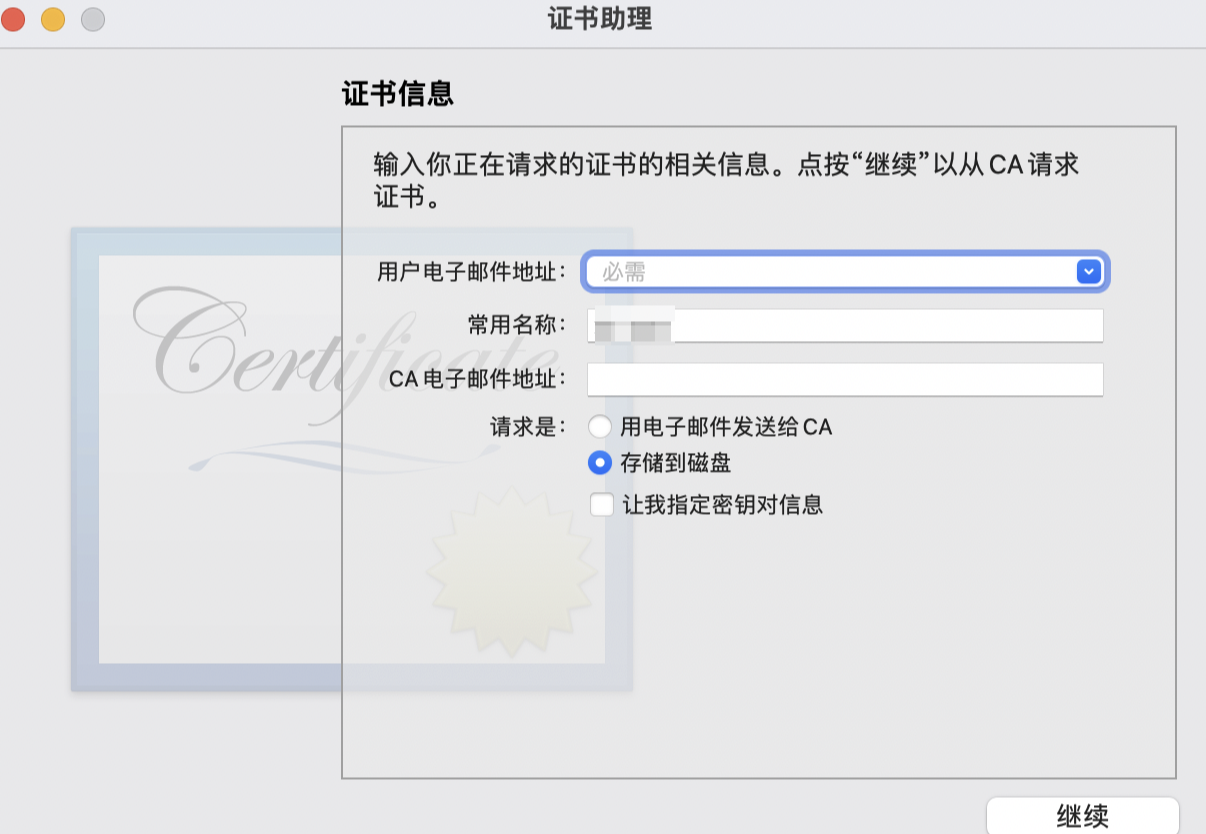 证书助理
证书信息
输入你正在请求的证书的相关信息。点按“继续”以从 CA 请求
证书。
Certificate
用户电子邮件地址： 必需
常用名称：
CA 电子邮件地址：
请求是： 用电子邮件发送给 CA
存储到磁盘
让我指定密钥对信息
继续